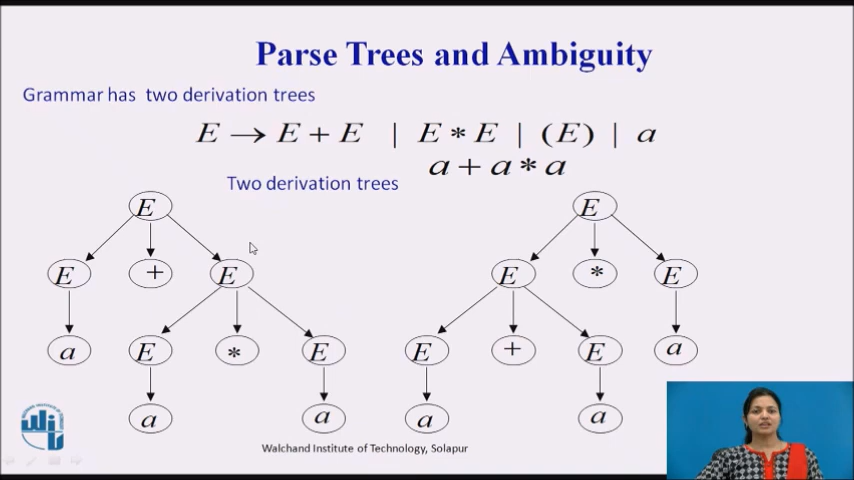 Parse Trees and Ambiguity
Grammar has two derivation trees
E → E + E | E * E | (E) | a
a + a * a
Two derivation trees
E E
E + E E * E
a E * E E + E a
a a a a
Walchand Institute of Technology, Solapur